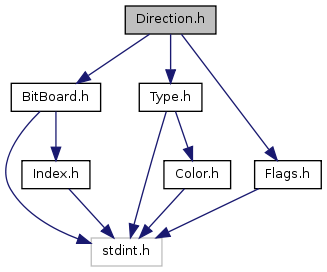 Direction.h
BitBoard.h
Type.h
Index.h
Color.h
Flags.h
stdint.h